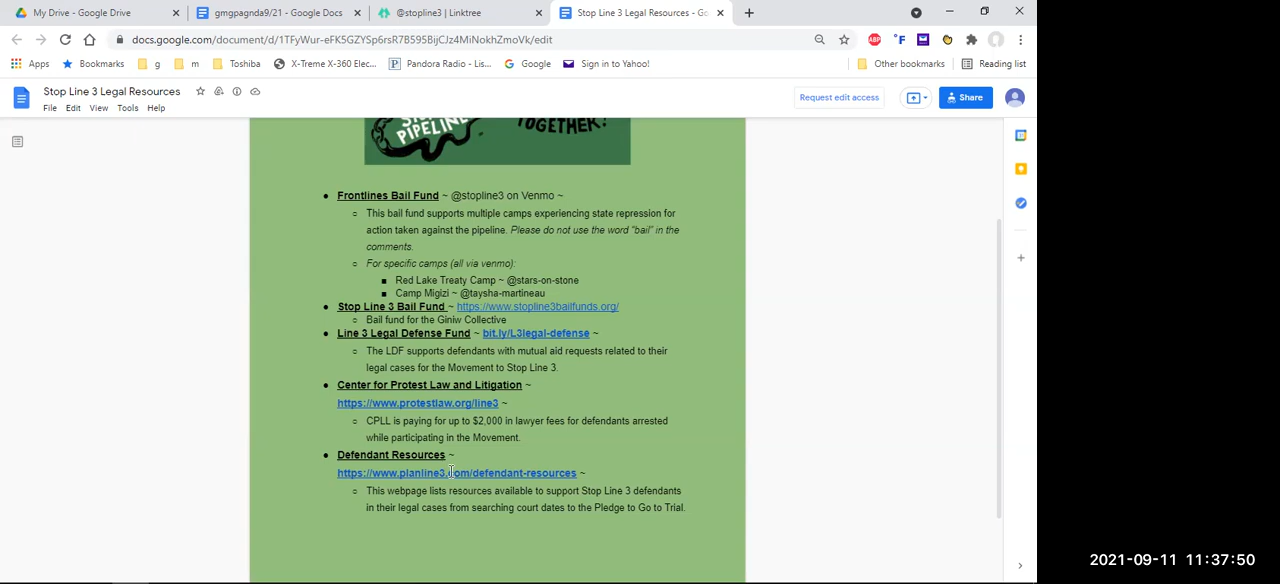 My Drive - Google Drive
gmgpagnda9/21 - Google Docs
@stopline3 | Linktree
Stop Line 3 Legal Resources - Go
docs.google.com/document/d/1TFyWur-eFK5GZYSp6rsR7B595BijCJz4MiNokhZmoVk/edit
ABP
°F
Apps
Bookmarks
g
m
Toshiba
X-Treme X-360 Elec...
Pandora Radio - Lis...
Google
Sign in to Yahoo!
Other bookmarks
Reading list
Stop Line 3 Legal Resources
File Edit View Tools Help
Request edit access
Share
PIPELINE
TOGETHER!
• Frontlines Bail Fund ~ @stopline3 on Venmo ~
○ This bail fund supports multiple camps experiencing state repression for
action taken against the pipeline. Please do not use the word "bail" in the
comments.
○ For specific camps (all via venmo):
■ Red Lake Treaty Camp ~ @stars-on-stone
■ Camp Migizi ~ @taysha-martineau
• Stop Line 3 Bail Fund ~ https://www.stopline3bailfunds.org/
○ Bail fund for the Giniw Collective
• Line 3 Legal Defense Fund ~ bit.ly/L3legal-defense ~
○ The LDF supports defendants with mutual aid requests related to their
legal cases for the Movement to Stop Line 3.
• Center for Protest Law and Litigation ~
https://www.protestlaw.org/line3 ~
○ CPLL is paying for up to $2,000 in lawyer fees for defendants arrested
while participating in the Movement.
• Defendant Resources ~
https://www.planline3.com/defendant-resources ~
○ This webpage lists resources available to support Stop Line 3 defendants
in their legal cases from searching court dates to the Pledge to Go to Trial.
2021-09-11 11:37:50